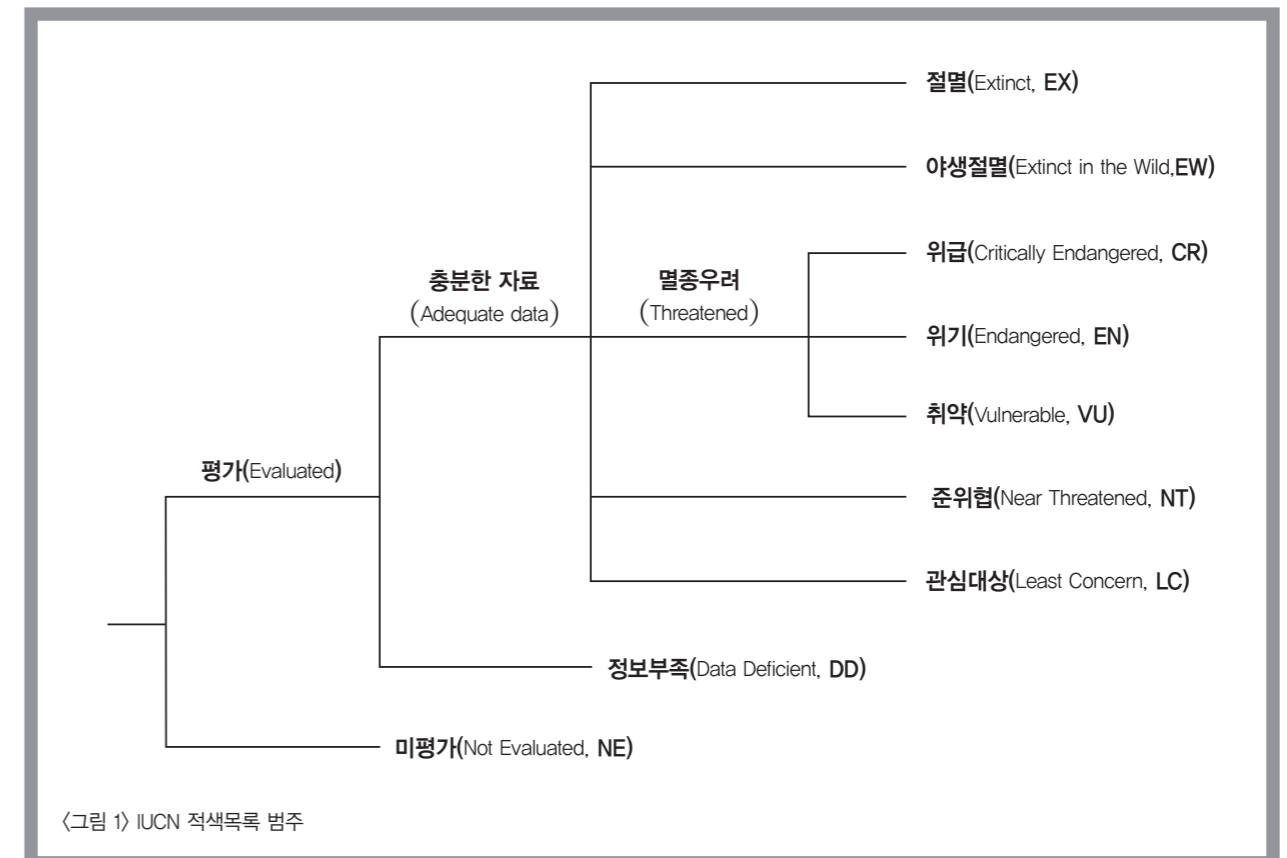 절멸(Extinct, EX)
야생절멸(Extinct in the Wild,EW)
위급(Critically Endangered, CR)
충분한 자료
(Adequate data)
멸종우려
(Threatened)
위기(Endangered, EN)
취약(Vulnerable, VU)
평가(Evaluated)
준위협(Near Threatened, NT)
관심대상(Least Concern, LC)
정보부족(Data Deficient, DD)
미평가(Not Evaluated, NE)
〈그림 1〉 IUCN 적색목록 범주